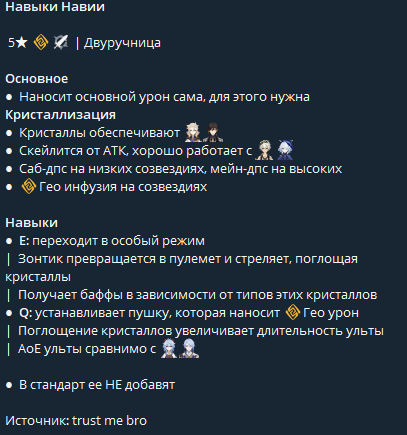 Навыки Навии
5★ | Двуручница
Основное
● Наносит основной урон сама, для этого нужна
Кристаллизация
● Кристаллы обеспечивают
● Скейлится от АТК, хорошо работает с
● Саб-дпс на низких созвездиях, мейн-дпс на высоких
● Гео инфузия на созвездиях
Навыки
● E: переходит в особый режим
| Зонтик превращается в пулемет и стреляет, поглощая
кристаллы
| Получает баффы в зависимости от типов этих кристаллов
● Q: устанавливает пушку, которая наносит Гео урон
| Поглощение кристаллов увеличивает длительность ульты
| АоЕ ульты сравнимо с
● В стандарт ее НЕ добавят
Источник: trust me bro